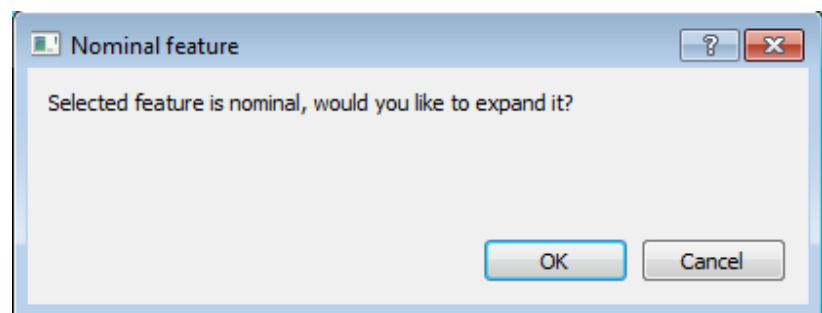 Nominal feature
Selected feature is nominal, would you like to expand it?
OK
Cancel